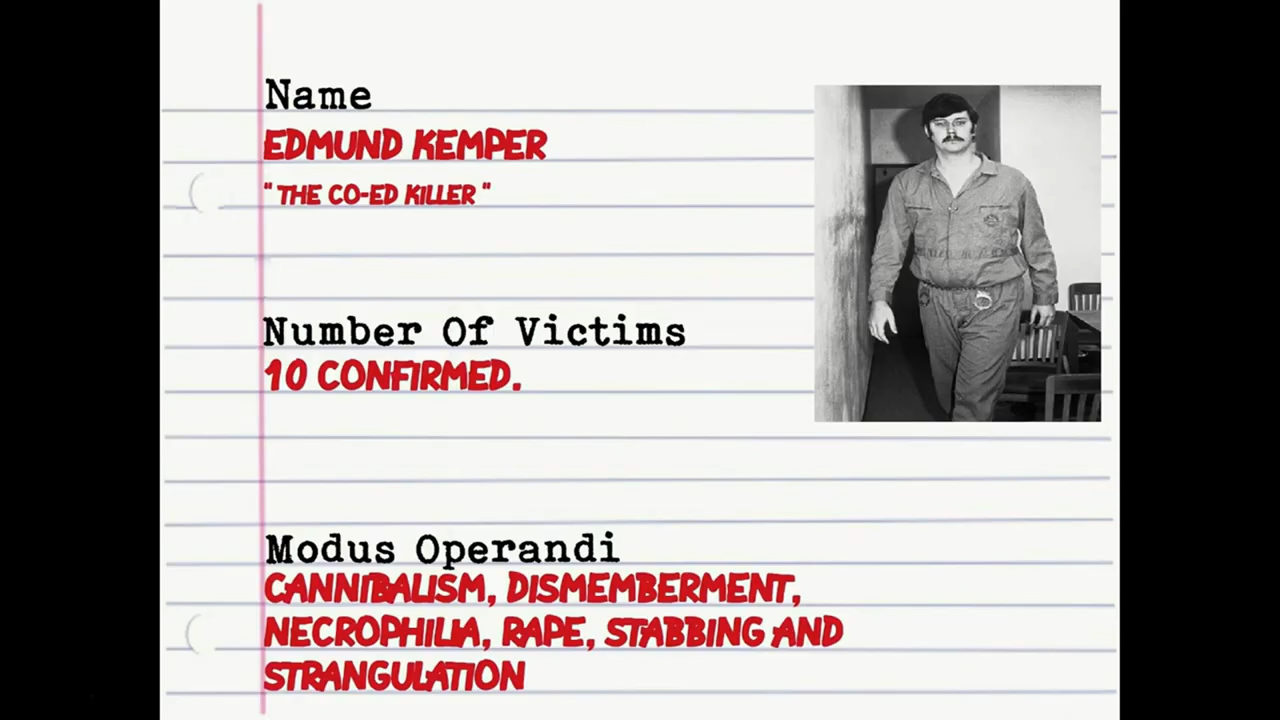 Name
EDMUND KEMPER
" THE CO-ED KILLER "
Number Of Victims
10 CONFIRMED.
Modus Operandi
CANNIBALISM, DISMEMBERMENT,
NECROPHILIA, RAPE, STABBING AND
STRANGULATION